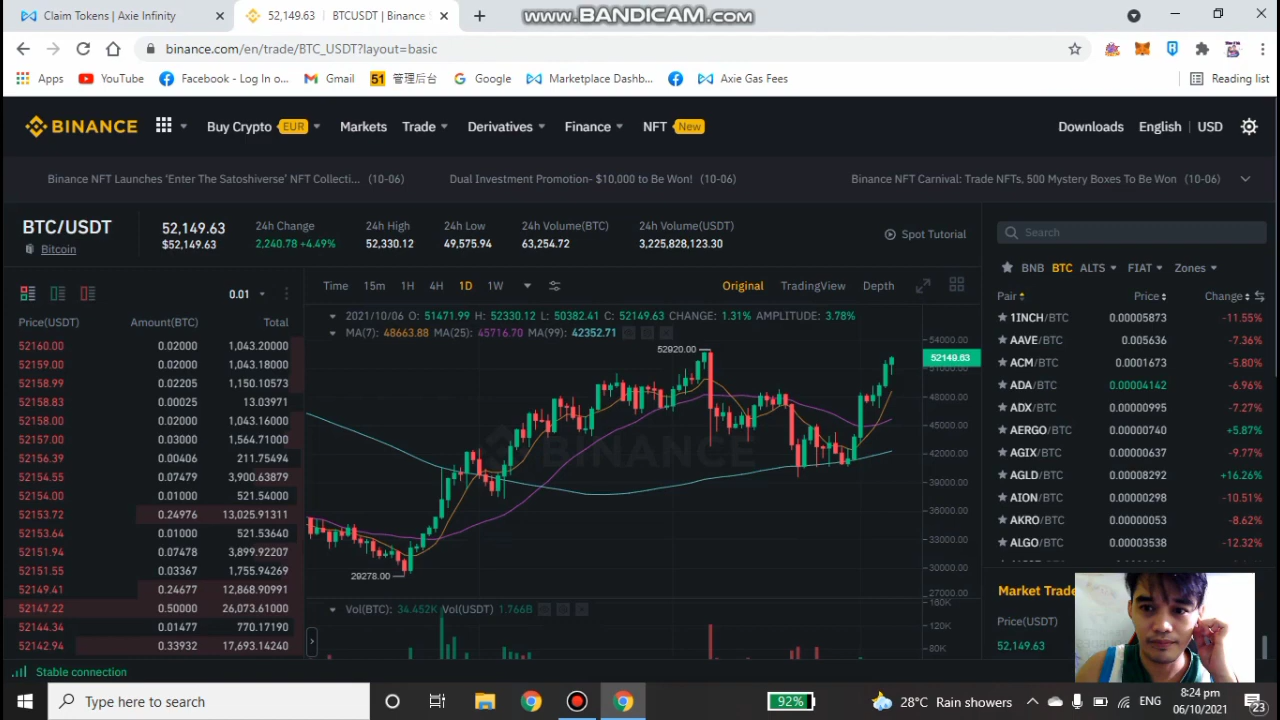 Claim Tokens | Axie Infinity
52,149.63 | BTCUSDT | Binance
www.BANDICAM.com
binance.com/en/trade/BTC_USDT?layout=basic
Apps YouTube Facebook - Log In o... Gmail 51 管理后台 Google Marketplace Dashb... Axie Gas Fees Reading list
BINANCE Buy Crypto EUR Markets Trade Derivatives Finance NFT New Downloads English USD
Binance NFT Launches 'Enter The Satoshiverse' NFT Collecti... (10-06) Dual Investment Promotion- $10,000 to Be Won! (10-06) Binance NFT Carnival: Trade NFTs, 500 Mystery Boxes To Be Won (10-06)
BTC/USDT
Bitcoin
52,149.63
$52,149.63
24h Change
2,240.78 +4.49%
24h High
52,330.12
24h Low
49,575.94
24h Volume(BTC)
63,254.72
24h Volume(USDT)
3,225,828,123.30
Spot Tutorial
0.01
Price(USDT) Amount(BTC) Total
52160.00 0.02000 1,043.20000
52159.00 0.02000 1,043.18000
52158.99 0.02205 1,150.10573
52158.83 0.00025 13.03971
52158.00 0.02000 1,043.16000
52157.00 0.03000 1,564.71000
52156.39 0.00406 211.75494
52154.55 0.07479 3,900.63879
52154.00 0.01000 521.54000
52153.72 0.24976 13,025.91311
52153.64 0.01000 521.53640
52151.94 0.07478 3,899.92207
52151.55 0.03367 1,755.94269
52149.41 0.24677 12,868.90991
52147.22 0.50000 26,073.61000
52144.34 0.01477 770.17190
52142.94 0.33932 17,693.14240
Time 15m 1H 4H 1D 1W Original TradingView Depth
2021/10/06 O: 51471.99 H: 52330.12 L: 50382.41 C: 52149.63 CHANGE: 1.31% AMPLITUDE: 3.78%
MA(7): 48663.88 MA(25): 45716.70 MA(99): 42352.71
52920.00
29278.00
BINANCE
54000.00
52149.63
51000.00
48000.00
45000.00
42000.00
39000.00
36000.00
33000.00
30000.00
27000.00
Vol(BTC): 34.452K Vol(USDT) 1.766B
180K
120K
80K
Search
BNB BTC ALTS FIAT Zones
Pair Price Change
1INCH/BTC 0.00005873 -11.55%
AAVE/BTC 0.005636 -7.36%
ACM/BTC 0.0001673 -5.80%
ADA/BTC 0.00004142 -6.96%
ADX/BTC 0.00000995 -7.27%
AERGO/BTC 0.00000740 +5.87%
AGIX/BTC 0.00000637 -9.77%
AGLD/BTC 0.00008292 +16.26%
AION/BTC 0.00000298 -10.51%
AKRO/BTC 0.00000053 -8.62%
ALGO/BTC 0.00003538 -12.32%
Market Trade
Price(USDT)
52,149.63
Stable connection
Type here to search
92%
28°C Rain showers
ENG
8:24 pm
06/10/2021
23